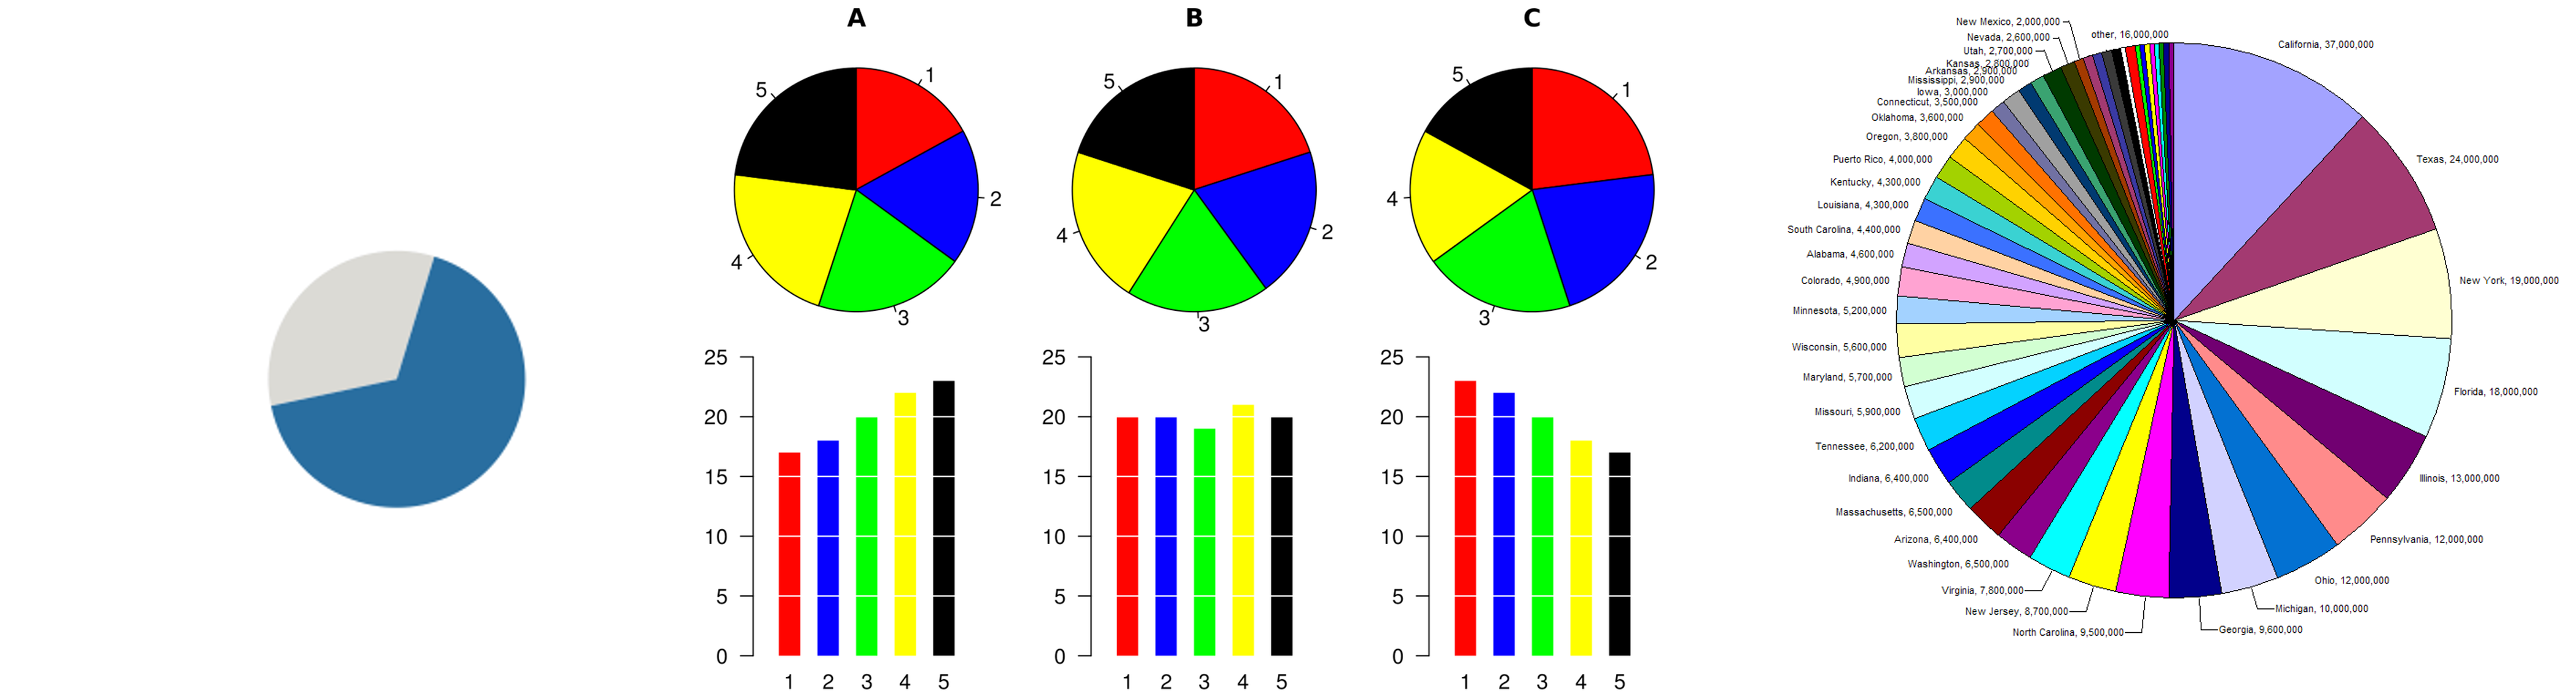 A
B
C
5
1
2
3
4
5
1
2
3
4
5
1
2
3
4
25
20
15
10
5
0
1 2 3 4 5
25
20
15
10
5
0
1 2 3 4 5
25
20
15
10
5
0
1 2 3 4 5
New Mexico, 2,000,000
Nevada, 2,600,000
Utah, 2,700,000
Kansas, 2,800,000
Arkansas, 2,900,000
Mississippi, 2,900,000
Iowa, 3,000,000
Connecticut, 3,500,000
Oklahoma, 3,600,000
Oregon, 3,800,000
Puerto Rico, 4,000,000
Kentucky, 4,300,000
Louisiana, 4,300,000
South Carolina, 4,400,000
Alabama, 4,600,000
Colorado, 4,900,000
Minnesota, 5,200,000
Wisconsin, 5,600,000
Maryland, 5,700,000
Missouri, 5,900,000
Tennessee, 6,200,000
Indiana, 6,400,000
Massachusetts, 6,500,000
Arizona, 6,400,000
Washington, 6,500,000
Virginia, 7,800,000
New Jersey, 8,700,000
North Carolina, 9,500,000
other, 16,000,000
California, 37,000,000
Texas, 24,000,000
New York, 19,000,000
Florida, 18,000,000
Illinois, 13,000,000
Pennsylvania, 12,000,000
Ohio, 12,000,000
Michigan, 10,000,000
Georgia, 9,600,000